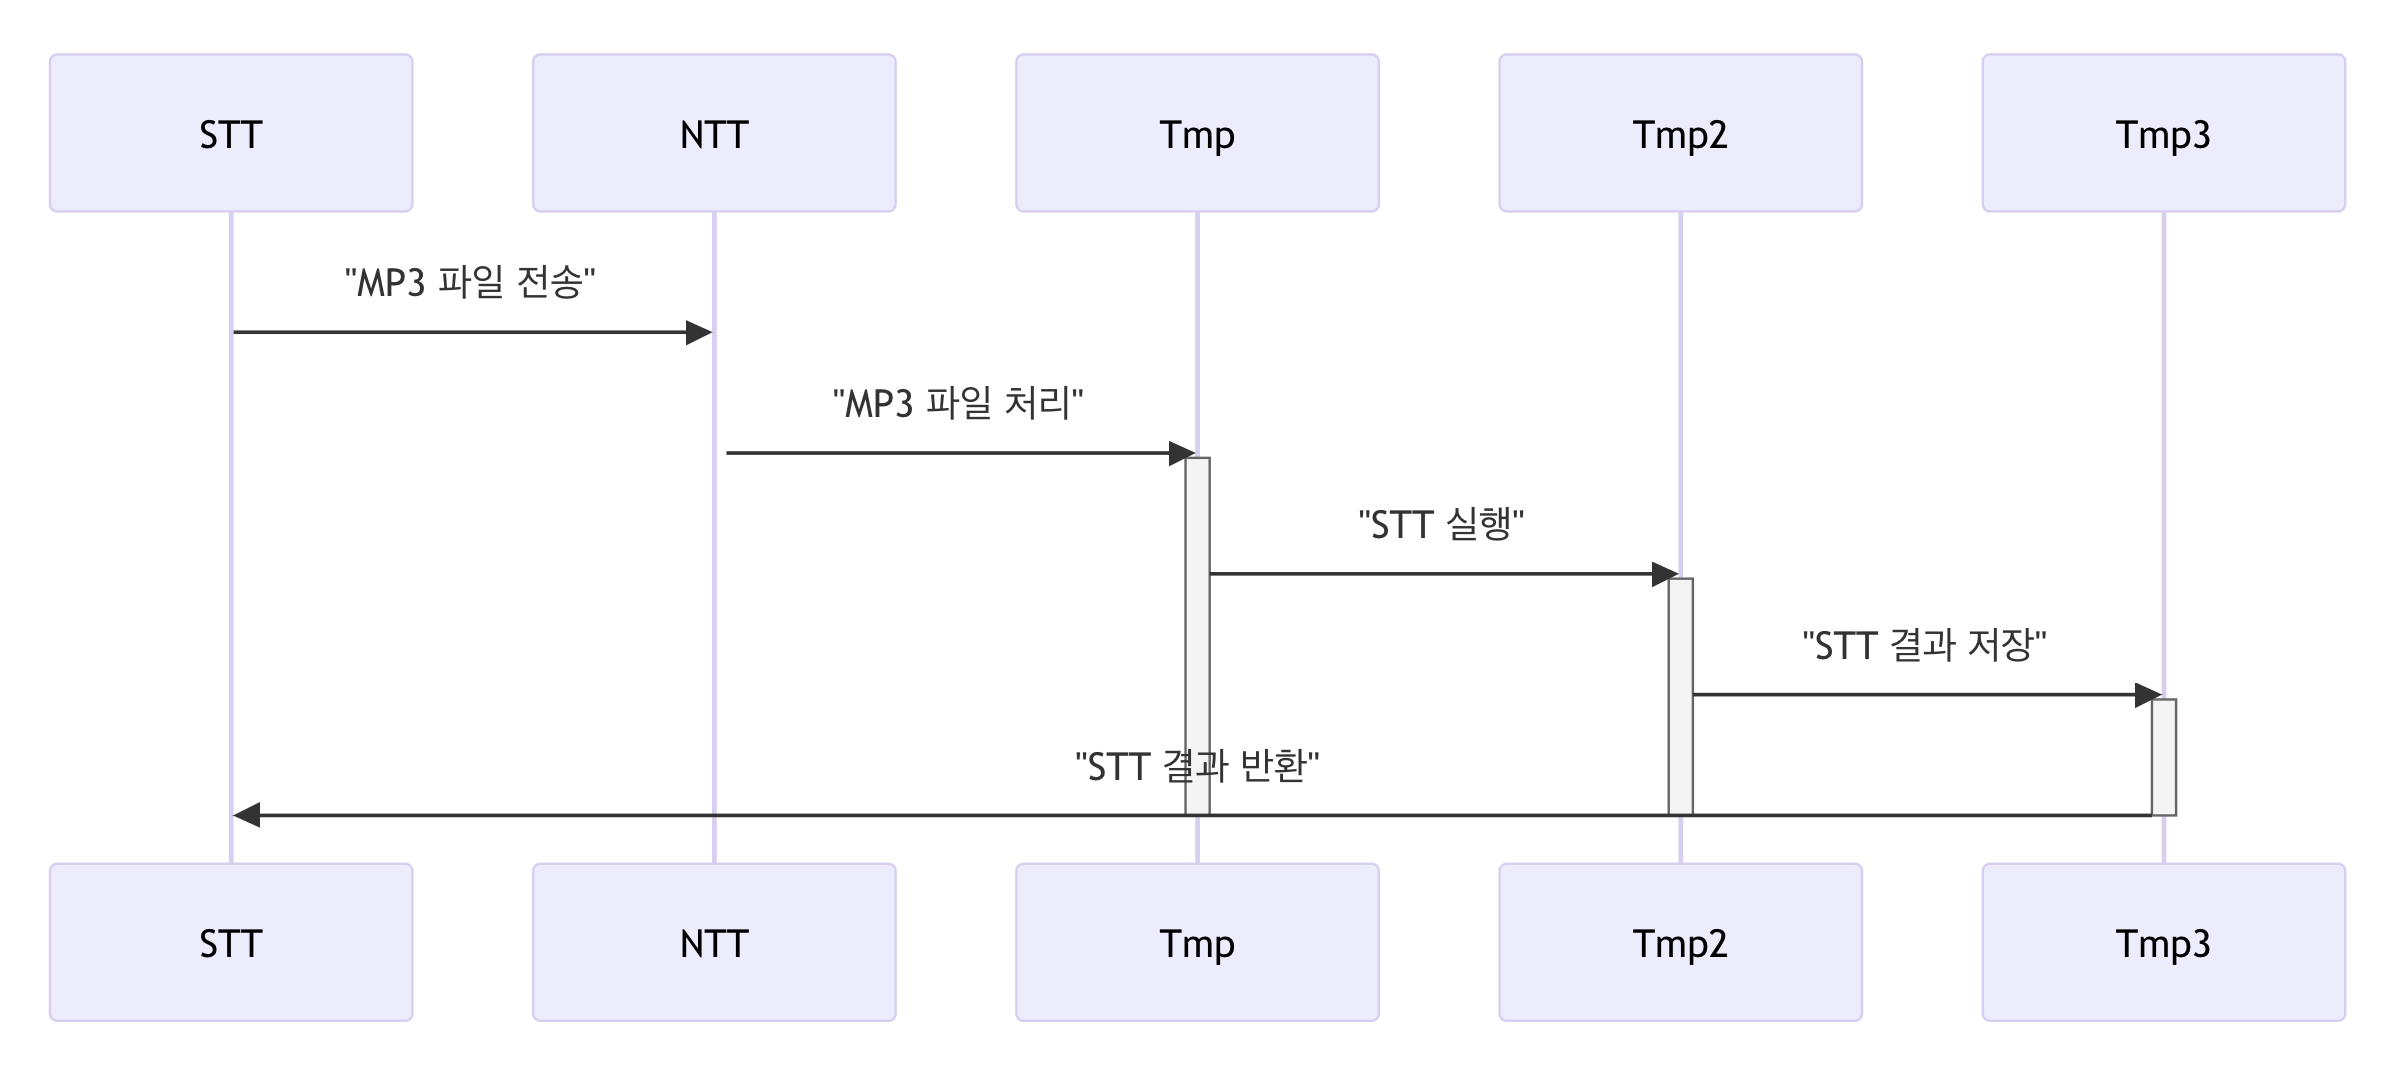 STT
NTT
Tmp
Tmp2
Tmp3
"MP3 파일 전송"
"MP3 파일 처리"
"STT 실행"
"STT 결과 저장"
"STT 결과 반환"
STT
NTT
Tmp
Tmp2
Tmp3